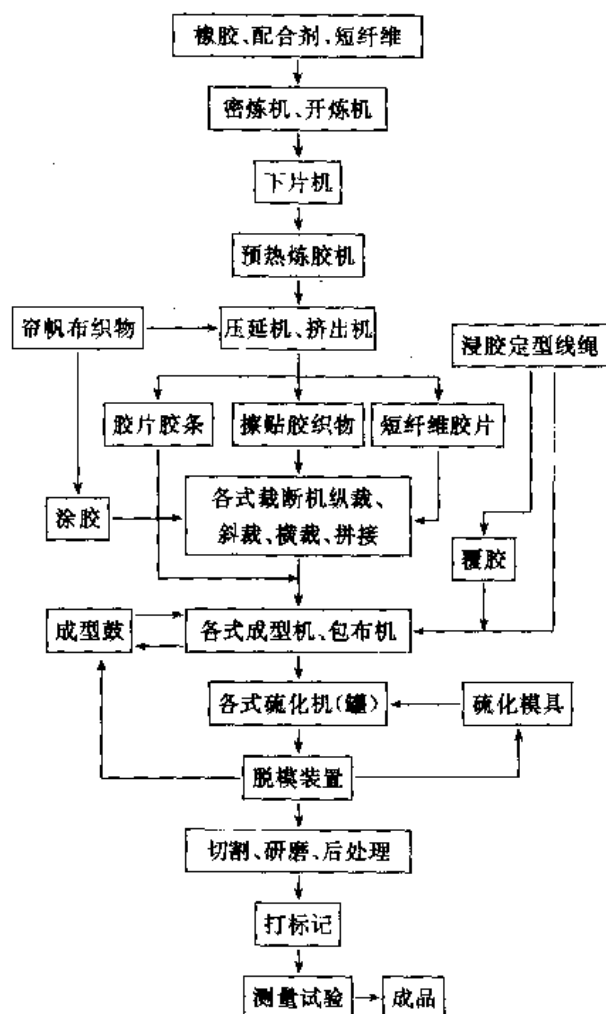 橡胶、配合剂、短纤维
密炼机、开炼机
下片机
预热炼胶机
帘帆布织物
压延机、挤出机
浸胶定型线绳
胶片胶条
擦贴胶织物
短纤维胶片
涂胶
各式裁断机纵裁、
斜裁、横裁、拼接
覆胶
成型鼓
各式成型机、包布机
各式硫化机(罐)
硫化模具
脱模装置
切割、研磨、后处理
打标记
测量试验
成品